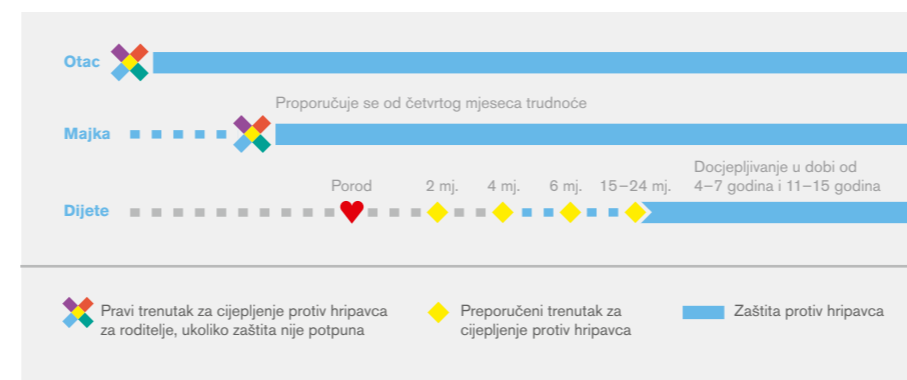 Otac
Proporučuje se od četvrtog mjeseca trudnoće
Majka
Docjepljivanje u dobi od
4–7 godina i 11–15 godina
Porod
2 mj.
4 mj.
6 mj.
15–24 mj.
Dijete
Pravi trenutak za cijepljenje protiv hripavca
za roditelje, ukoliko zaštita nije potpuna
Preporučeni trenutak za
cijepljenje protiv hripavca
Zaštita protiv hripavca